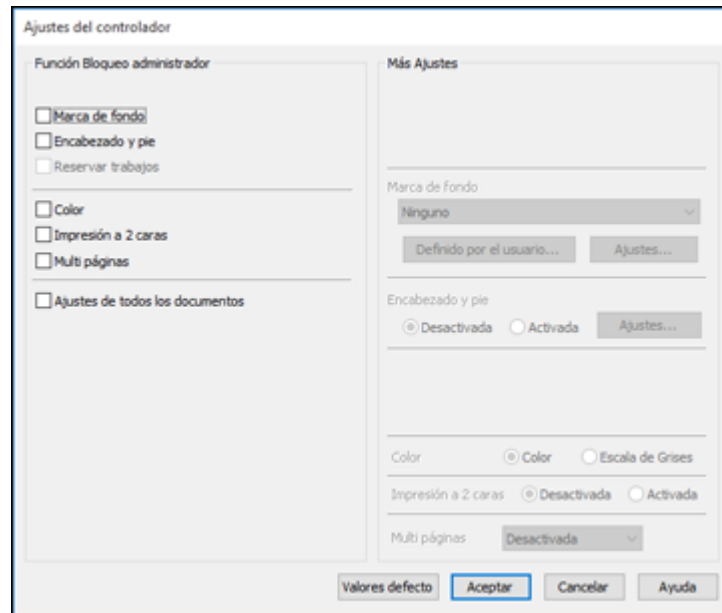 Ajustes del controlador
Función Bloqueo administrador
Marca de fondo
Encabezado y pie
Reservar trabajos
Color
Impresión a 2 caras
Multi páginas
Ajustes de todos los documentos
Más Ajustes
Marca de fondo
Ninguno
Definido por el usuario... Ajustes...
Encabezado y pie
Desactivada Activada Ajustes...
Color Color Escala de Grises
Impresión a 2 caras Desactivada Activada
Multi páginas Desactivada
Valores defecto Aceptar Cancelar Ayuda